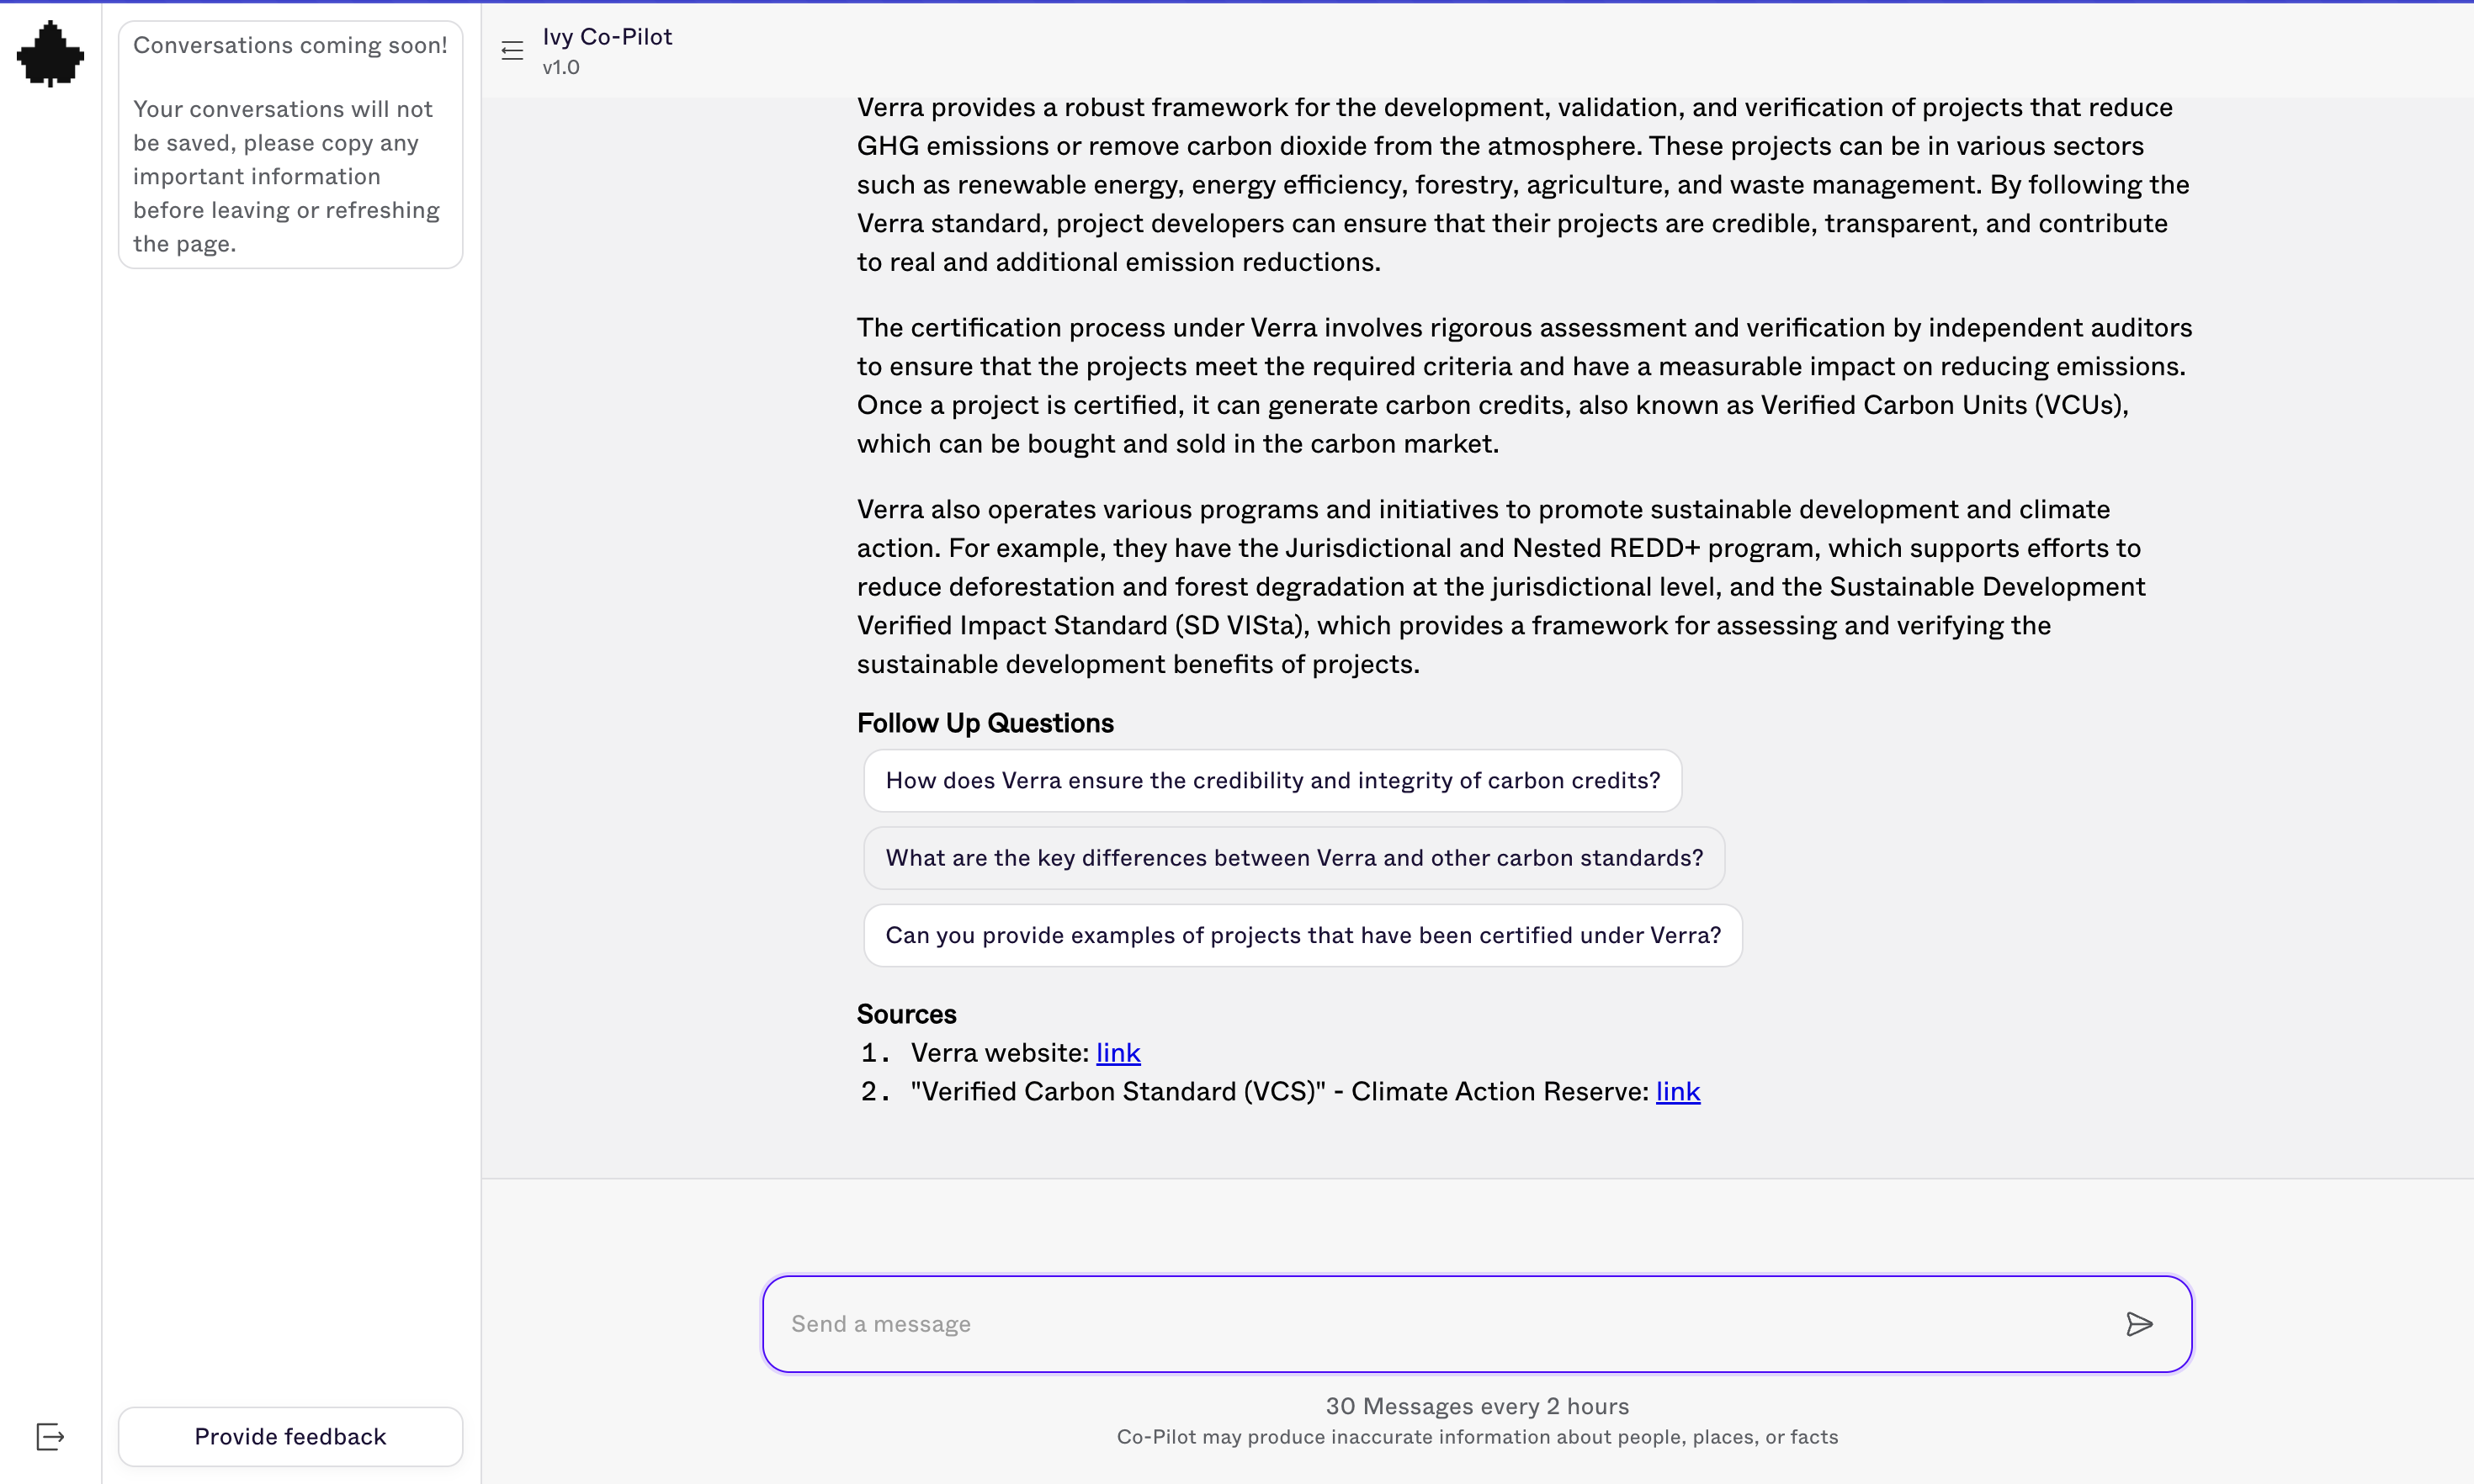 Conversations coming soon!
Your conversations will not
be saved, please copy any
important information
before leaving or refreshing
the page.
Provide feedback
Ivy Co-Pilot
v1.0
Verra provides a robust framework for the development, validation, and verification of projects that reduce
GHG emissions or remove carbon dioxide from the atmosphere. These projects can be in various sectors
such as renewable energy, energy efficiency, forestry, agriculture, and waste management. By following the
Verra standard, project developers can ensure that their projects are credible, transparent, and contribute
to real and additional emission reductions.
The certification process under Verra involves rigorous assessment and verification by independent auditors
to ensure that the projects meet the required criteria and have a measurable impact on reducing emissions.
Once a project is certified, it can generate carbon credits, also known as Verified Carbon Units (VCUs),
which can be bought and sold in the carbon market.
Verra also operates various programs and initiatives to promote sustainable development and climate
action. For example, they have the Jurisdictional and Nested REDD+ program, which supports efforts to
reduce deforestation and forest degradation at the jurisdictional level, and the Sustainable Development
Verified Impact Standard (SD VISta), which provides a framework for assessing and verifying the
sustainable development benefits of projects.
Follow Up Questions
How does Verra ensure the credibility and integrity of carbon credits?
What are the key differences between Verra and other carbon standards?
Can you provide examples of projects that have been certified under Verra?
Sources
1. Verra website: link
2. "Verified Carbon Standard (VCS)" - Climate Action Reserve: link
Send a message
30 Messages every 2 hours
Co-Pilot may produce inaccurate information about people, places, or facts